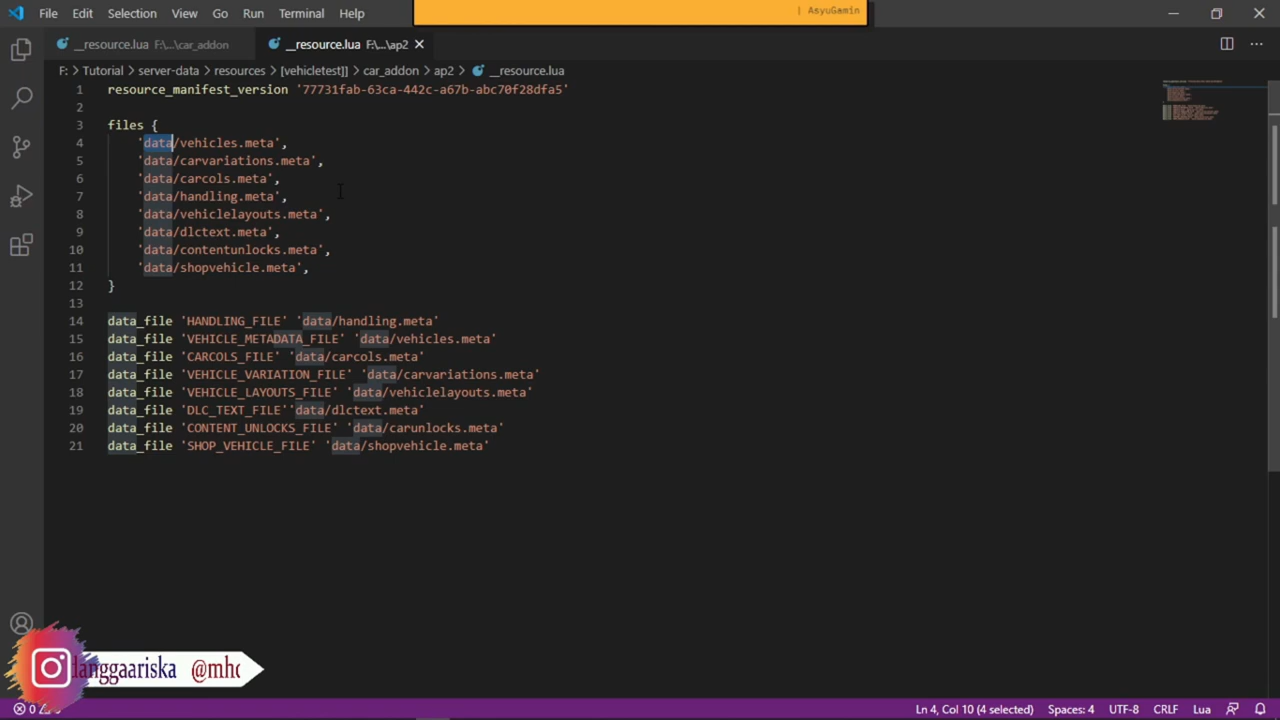 File Edit Selection View Go Run Terminal Help
| AsyuGamin
__resource.lua F:\...\car_addon
__resource.lua F:\...\ap2
F: > Tutorial > server-data > resources > [vehicletest]] > car_addon > ap2 > __resource.lua
1 resource_manifest_version '77731fab-63ca-442c-a67b-abc70f28dfa5'
2
3 files {
4 'data/vehicles.meta',
5 'data/carvariations.meta',
6 'data/carcols.meta',
7 'data/handling.meta',
8 'data/vehiclelayouts.meta',
9 'data/dlctext.meta',
10 'data/contentunlocks.meta',
11 'data/shopvehicle.meta',
12 }
13
14 data_file 'HANDLING_FILE' 'data/handling.meta'
15 data_file 'VEHICLE_METADATA_FILE' 'data/vehicles.meta'
16 data_file 'CARCOLS_FILE' 'data/carcols.meta'
17 data_file 'VEHICLE_VARIATION_FILE' 'data/carvariations.meta'
18 data_file 'VEHICLE_LAYOUTS_FILE' 'data/vehiclelayouts.meta'
19 data_file 'DLC_TEXT_FILE''data/dlctext.meta'
20 data_file 'CONTENT_UNLOCKS_FILE' 'data/carunlocks.meta'
21 data_file 'SHOP_VEHICLE_FILE' 'data/shopvehicle.meta'
danggaariska @mhc
0
Ln 4, Col 10 (4 selected) Spaces: 4 UTF-8 CRLF Lua